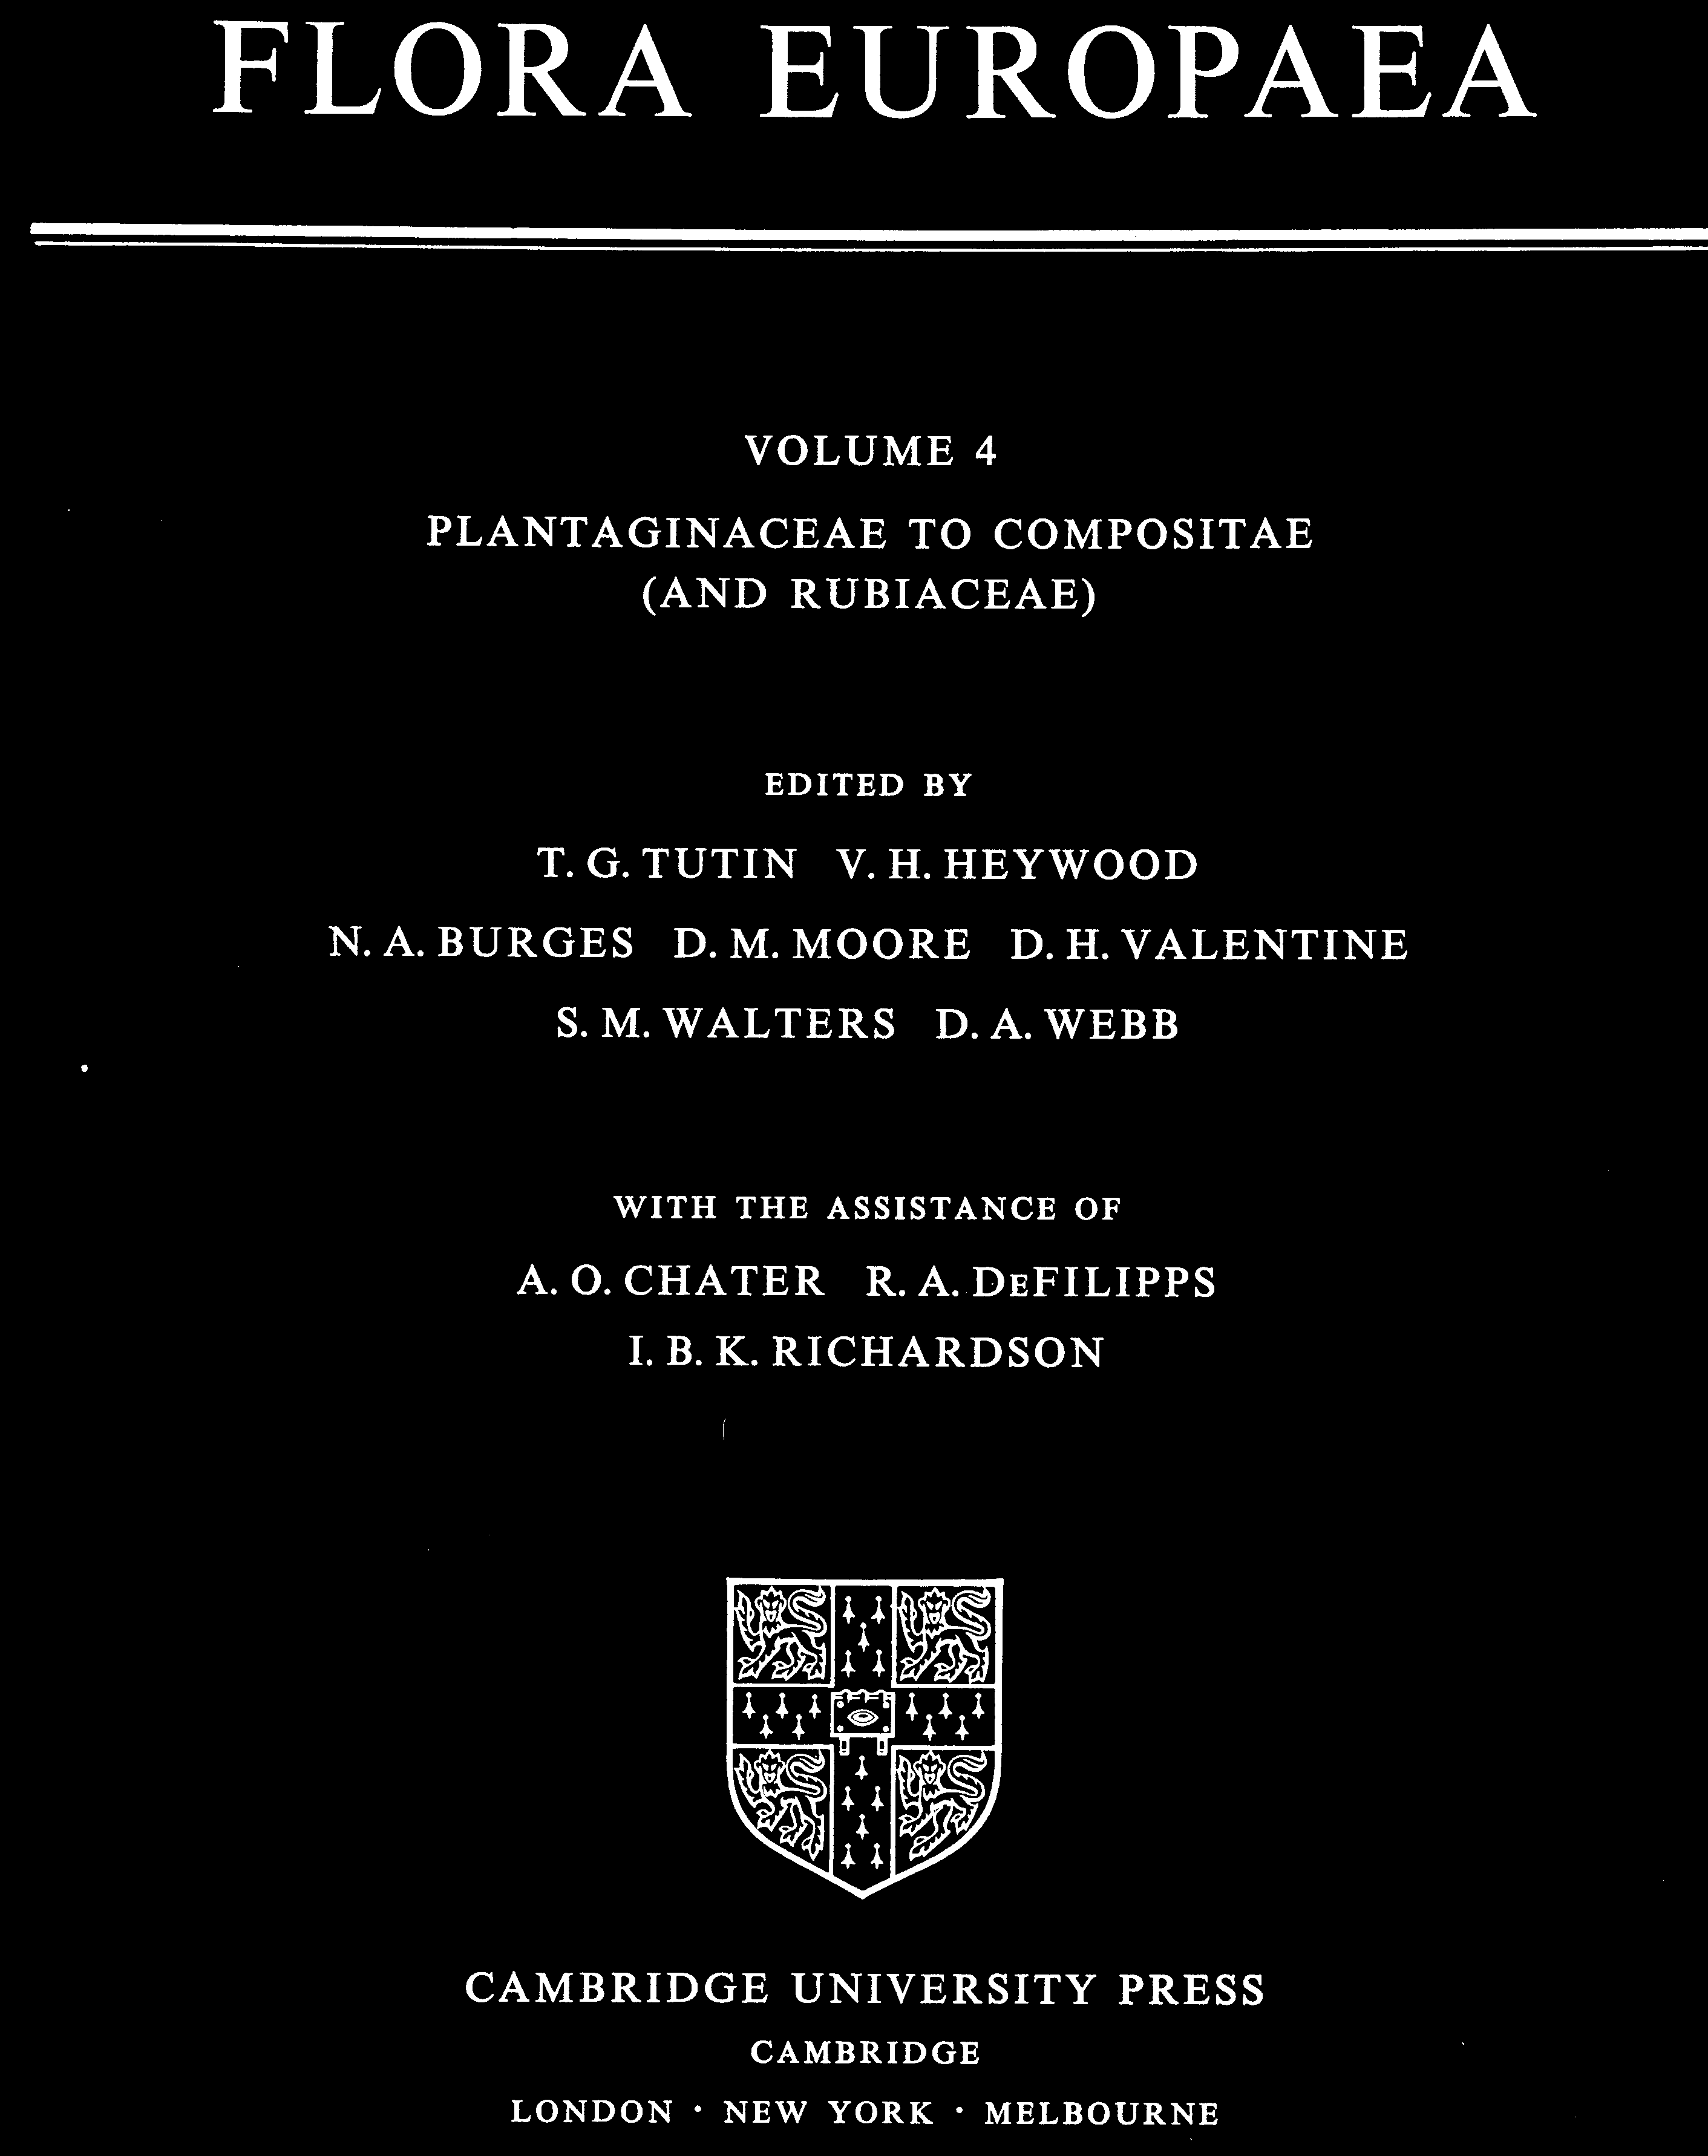 FLORA EUROPAEA
VOLUME 4
PLANTAGINACEAE TO COMPOSITAE
(AND RUBIACEAE)
EDITED BY
T. G. TUTIN V. H. HEYWOOD
N. A. BURGES D. M. MOORE D. H. VALENTINE
S. M. WALTERS D. A. WEBB
WITH THE ASSISTANCE OF
A. O. CHATER R. A. DEFILIPPS
I. B. K. RICHARDSON
CAMBRIDGE UNIVERSITY PRESS
CAMBRIDGE
LONDON · NEW YORK · MELBOURNE